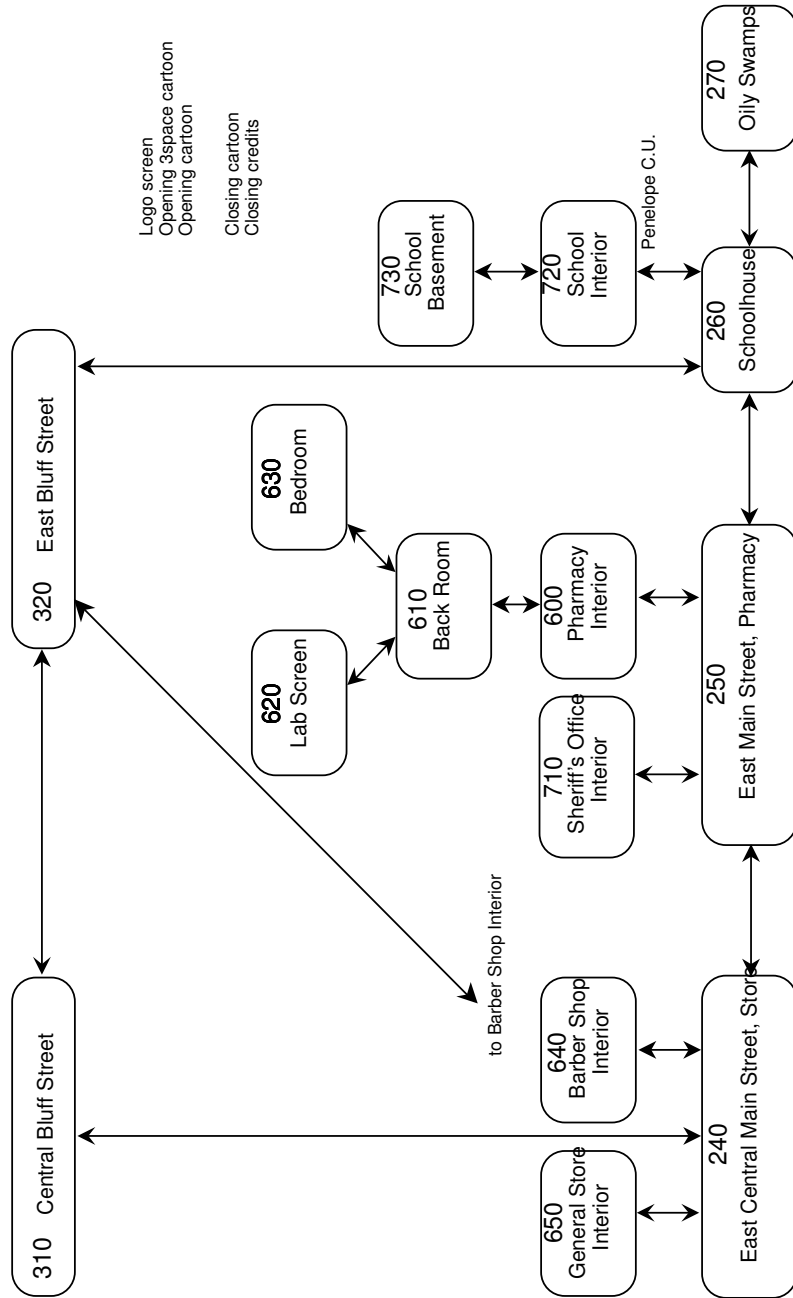 310 Central Bluff Street
320 East Bluff Street
Logo screen
Opening 3space cartoon
Opening cartoon
Closing cartoon
Closing credits
620
Lab Screen
630
Bedroom
730
School
Basement
610
Back Room
to Barber Shop Interior
650
General Store
Interior
640
Barber Shop
Interior
710
Sheriff's Office
Interior
600
Pharmacy
Interior
720
School
Interior
Penelope C.U.
240
East Central Main Street, Store
250
East Main Street, Pharmacy
260
Schoolhouse
270
Oily Swamps